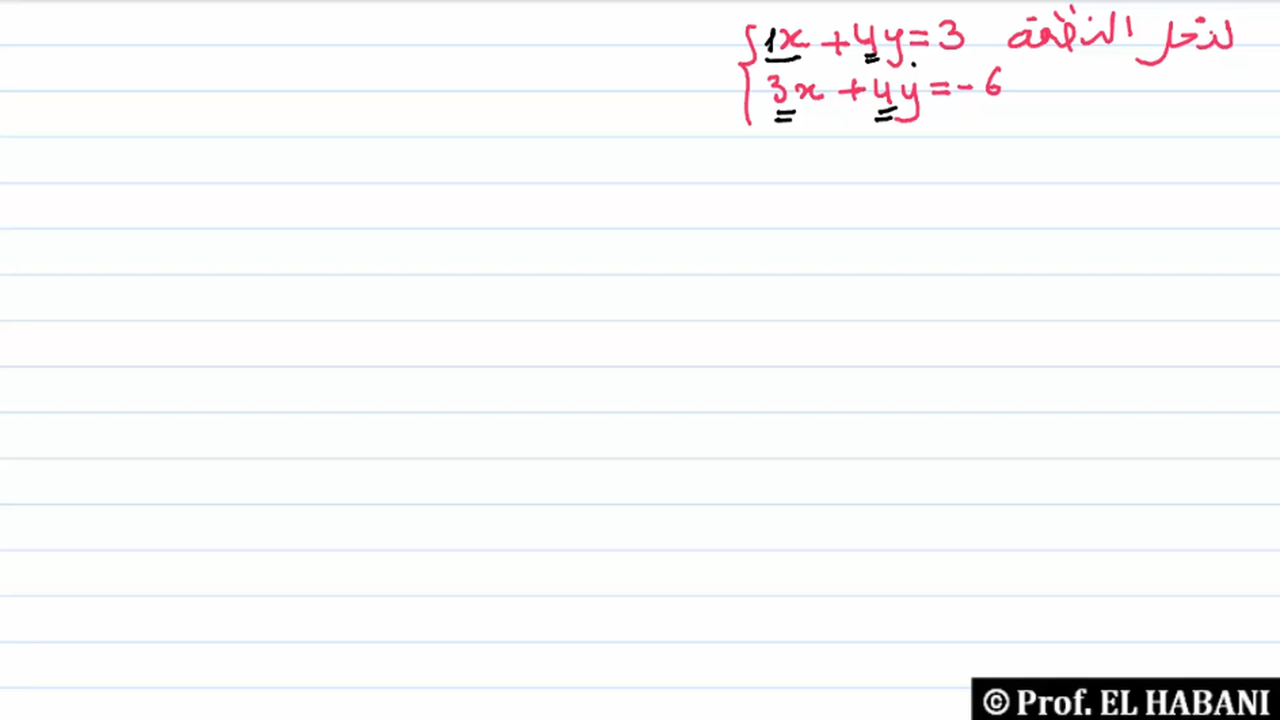 لنحل النظمة {1x + 4y = 3
3x + 4y = -6
© Prof. EL HABANI